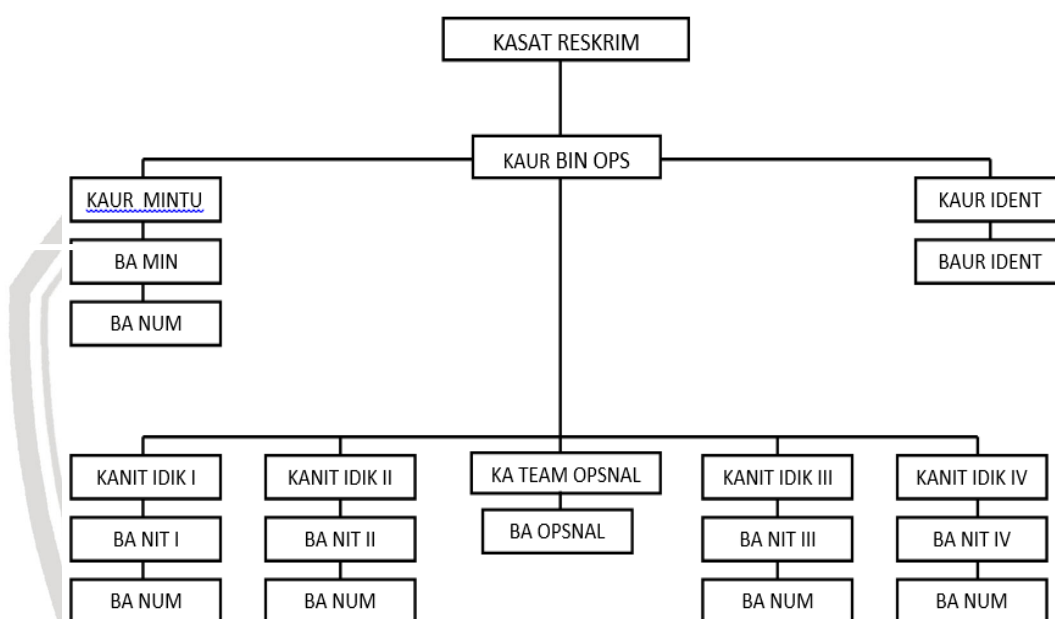 KASAT RESKRIM
KAUR BIN OPS
KAUR MINTU
KAUR IDENT
BA MIN
BAUR IDENT
BA NUM
KANIT IDIK I
KANIT IDIK II
KA TEAM OPSNAL
KANIT IDIK III
KANIT IDIK IV
BA NIT I
BA NIT II
BA OPSNAL
BA NIT III
BA NIT IV
BA NUM
BA NUM
BA NUM
BA NUM